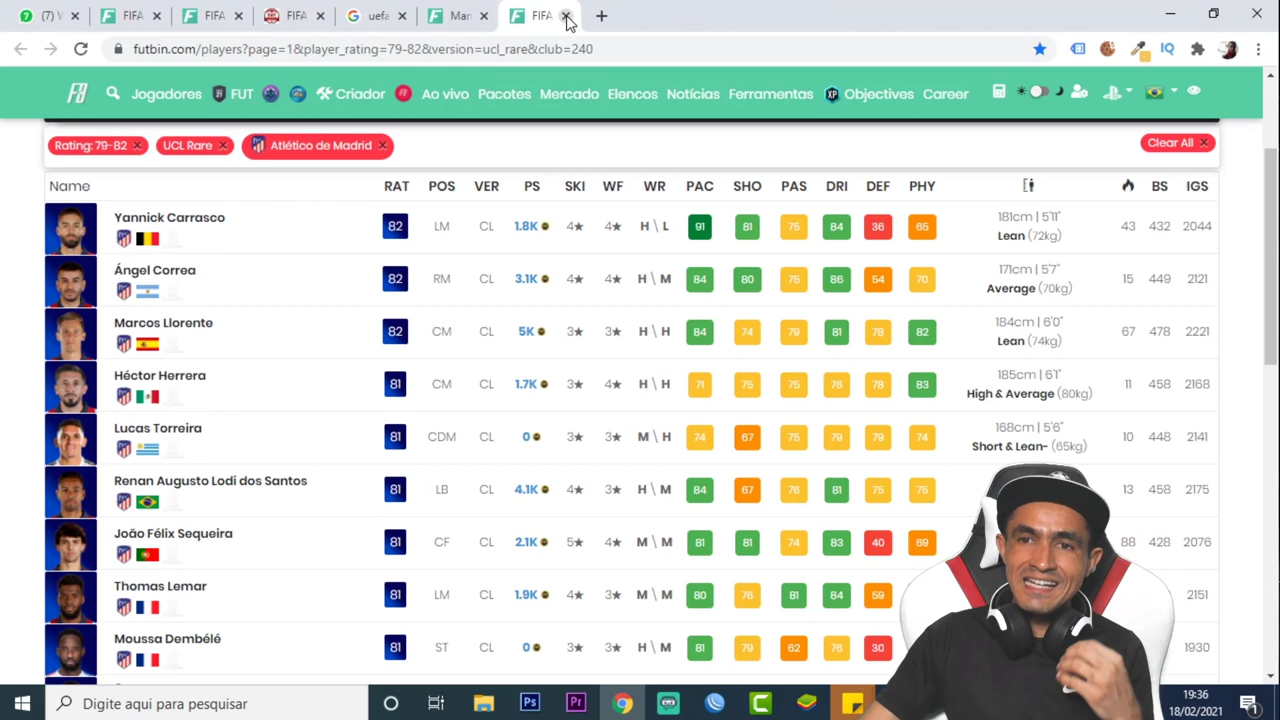 (7) V
FIFA
FIFA
FIFA
uefa
Mar
FIFA
futbin.com/players?page=1&player_rating=79-82&version=ucl_rare&club=240
Jogadores FUT Criador Ao vivo Pacotes Mercado Elencos Notícias Ferramentas XP Objectives Career
Rating: 79-82 UCL Rare Atlético de Madrid Clear All
Name RAT POS VER PS SKI WF WR PAC SHO PAS DRI DEF PHY BS IGS
Yannick Carrasco 82 LM CL 1.8K 4★ 4★ H \ L 91 81 75 84 36 65 181cm | 5'11" 43 432 2044
Lean (72kg)
Ángel Correa 82 RM CL 3.1K 4★ 4★ H \ M 84 80 75 86 54 70 171cm | 5'7" 15 449 2121
Average (70kg)
Marcos Llorente 82 CM CL 5K 3★ 3★ H \ H 84 74 79 81 78 82 184cm | 6'0" 67 478 2221
Lean (74kg)
Héctor Herrera 81 CM CL 1.7K 3★ 4★ H \ H 71 75 75 76 78 83 185cm | 6'1" 11 458 2168
High & Average (80kg)
Lucas Torreira 81 CDM CL 0 3★ 3★ M \ H 74 67 75 79 79 74 168cm | 5'6" 10 448 2141
Short & Lean- (65kg)
Renan Augusto Lodi dos Santos 81 LB CL 4.1K 4★ 3★ H \ M 84 67 76 81 75 75 13 458 2175
João Félix Sequeira 81 CF CL 2.1K 5★ 4★ M \ M 81 81 74 83 40 69 88 428 2076
Thomas Lemar 81 LM CL 1.9K 4★ 3★ M \ M 80 76 81 84 59 2151
Moussa Dembélé 81 ST CL 0 3★ 3★ H \ M 81 79 62 76 30 1930
Digite aqui para pesquisar
Ps
Pr
19:36
18/02/2021